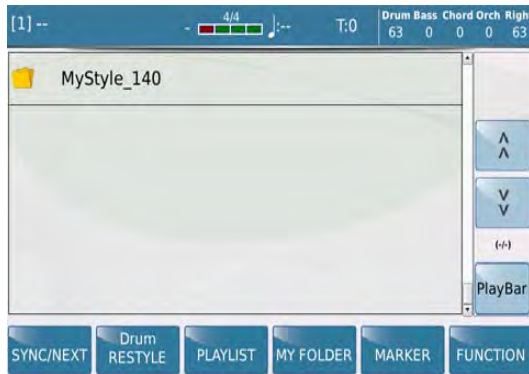 [1] --
- 4/4 ♩:-- T:0
Drum Bass Chord Orch Righ
63 0 0 0 63
MyStyle_140
(-/-)
PlayBar
SYNC/NEXT
Drum
RESTYLE
PLAYLIST
MY FOLDER
MARKER
FUNCTION